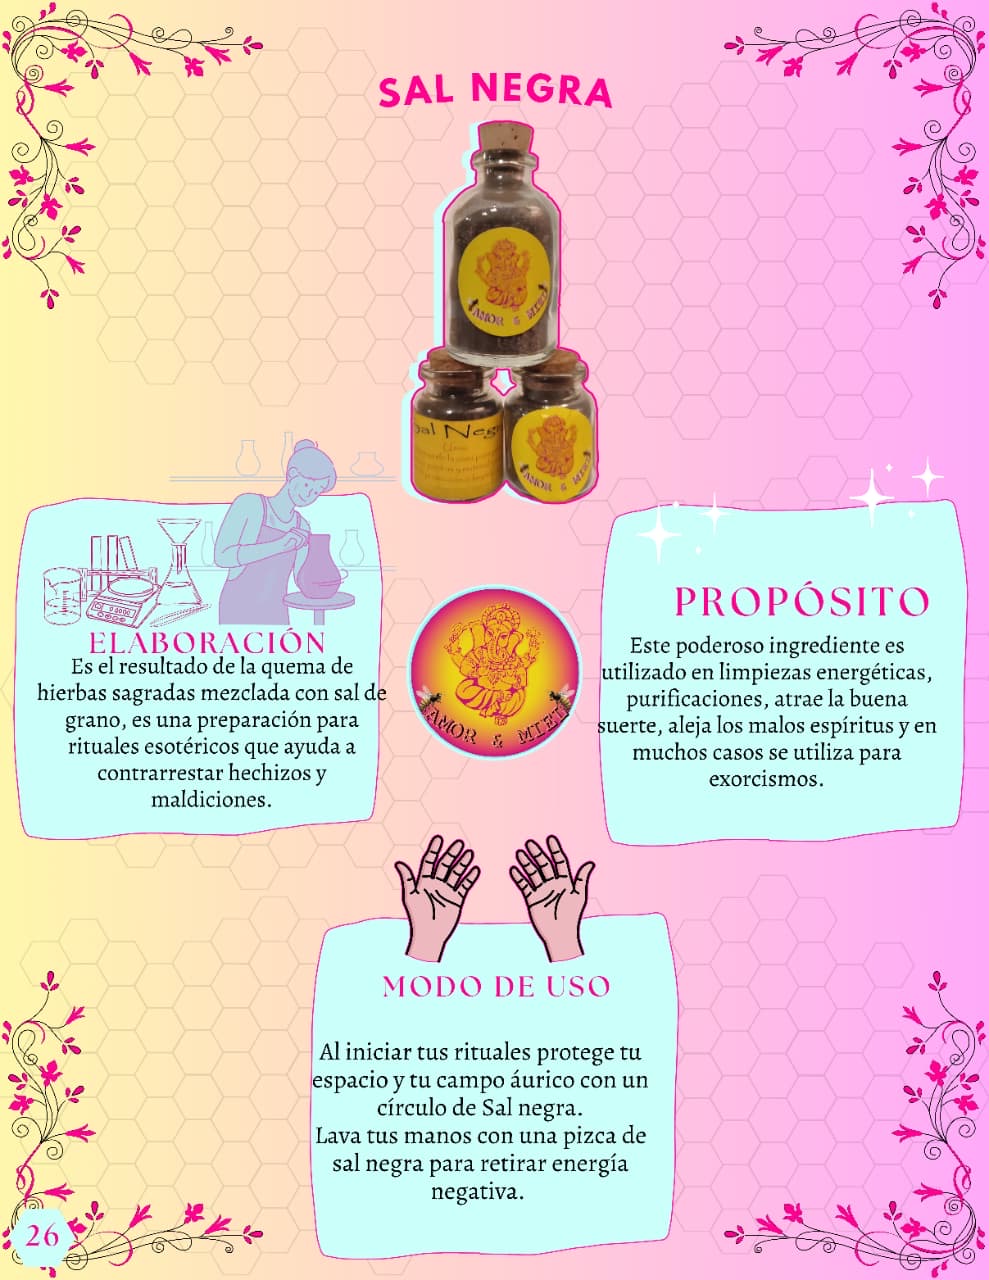 SAL NEGRA
AMOR & MIEL
Sal Negra
AMOR & MIEL
ELABORACIÓN
Es el resultado de la quema de
hierbas sagradas mezclada con sal de
grano, es una preparación para
rituales esotéricos que ayuda a
contrarrestar hechizos y
maldiciones.
AMOR & MIEL
PROPÓSITO
Este poderoso ingrediente es
utilizado en limpiezas energéticas,
purificaciones, atrae la buena
suerte, aleja los malos espíritus y en
muchos casos se utiliza para
exorcismos.
MODO DE USO
Al iniciar tus rituales protege tu
espacio y tu campo áurico con un
círculo de Sal negra.
Lava tus manos con una pizca de
sal negra para retirar energía
negativa.
26